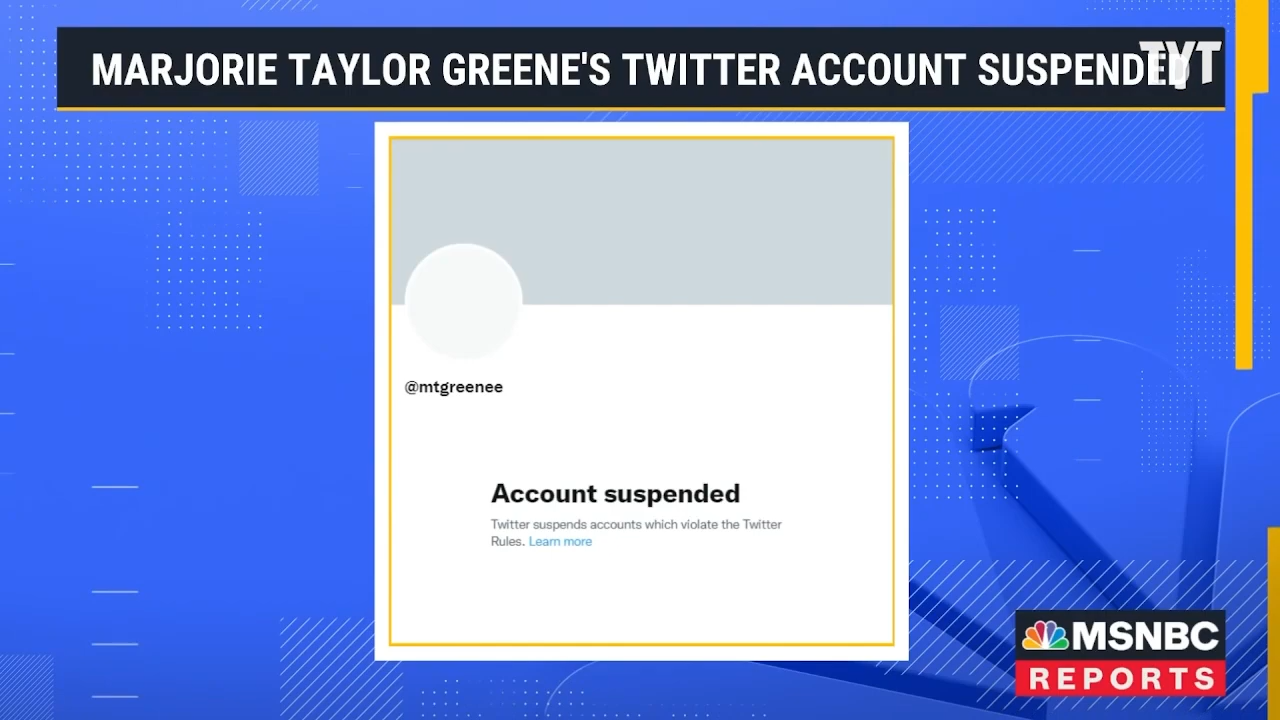 MARJORIE TAYLOR GREENE'S TWITTER ACCOUNT SUSPENDED
TYT
@mtgreenee
Account suspended
Twitter suspends accounts which violate the Twitter
Rules. Learn more
MSNBC
REPORTS